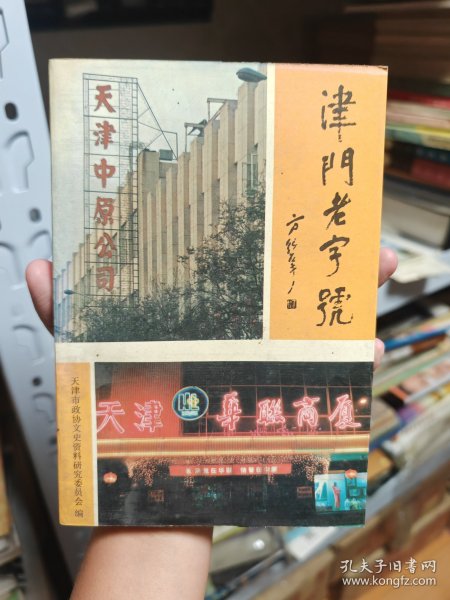 津門老字號
天津中原公司
天津 华联商厦
天津市政协文史资料研究委员会 编
孔夫子旧书网
www.kongfz.com